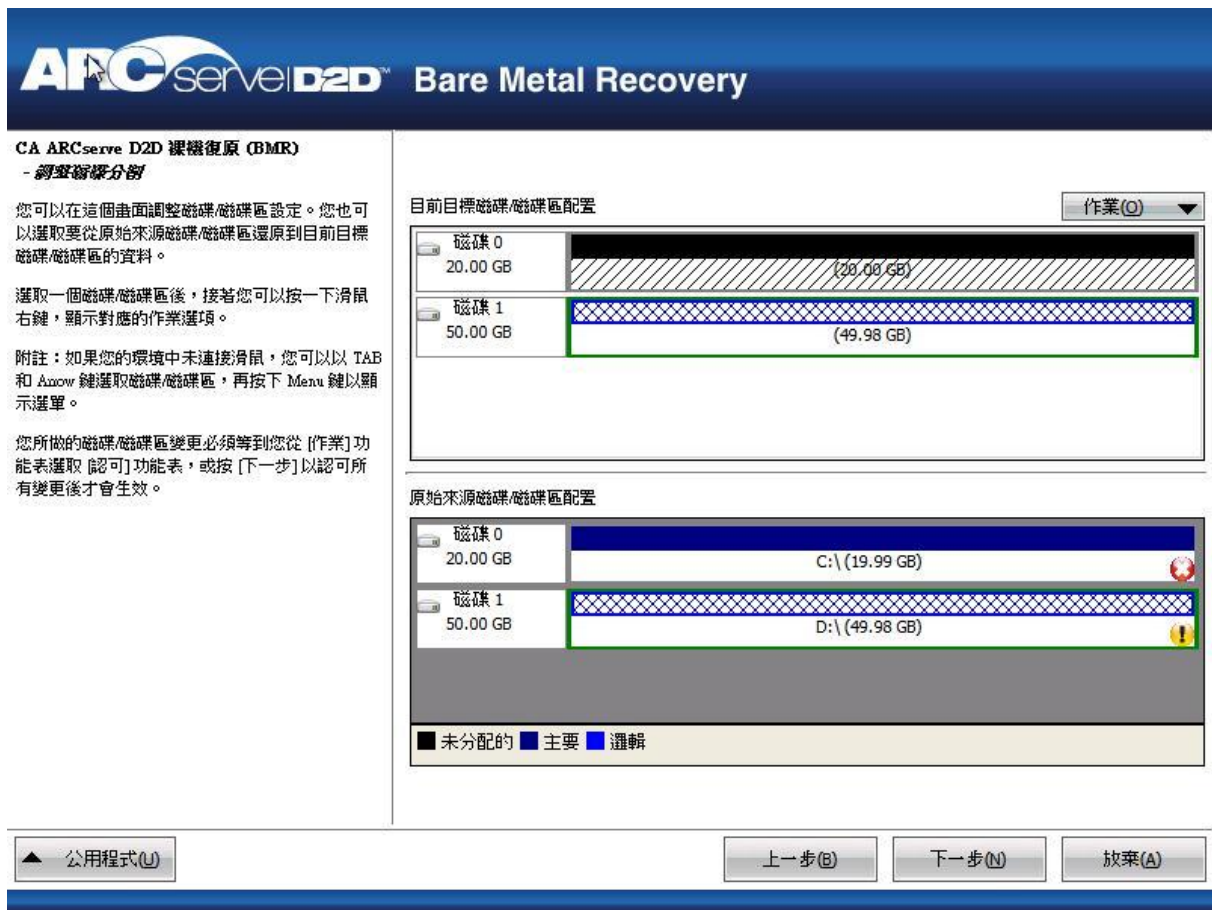 ARCserve D2D™ Bare Metal Recovery
CA ARCserve D2D 裸機復原 (BMR)
- 調整磁碟分割
您可以在這個畫面調整磁碟/磁碟區設定。您也可
以選取要從原始來源磁碟/磁碟區還原到目前目標
磁碟/磁碟區的資料。
選取一個磁碟/磁碟區後，接著您可以按一下滑鼠
右鍵，顯示對應的作業選項。
附註：如果您的環境中未連接滑鼠，您可以以 TAB
和 Arrow 鍵選取磁碟/磁碟區，再按下 Menu 鍵以顯
示選單。
您所做的磁碟/磁碟區變更必須等到您從 [作業] 功
能表選取 [認可] 功能表，或按 [下一步] 以認可所
有變更後才會生效。
目前目標磁碟/磁碟區配置
作業(O)
磁碟 0
20.00 GB
(20.00 GB)
磁碟 1
50.00 GB
(49.98 GB)
原始來源磁碟/磁碟區配置
磁碟 0
20.00 GB
C:\ (19.99 GB)
磁碟 1
50.00 GB
D:\ (49.98 GB)
未分配的 主要 邏輯
公用程式(U)
上一步(B)
下一步(N)
放棄(A)